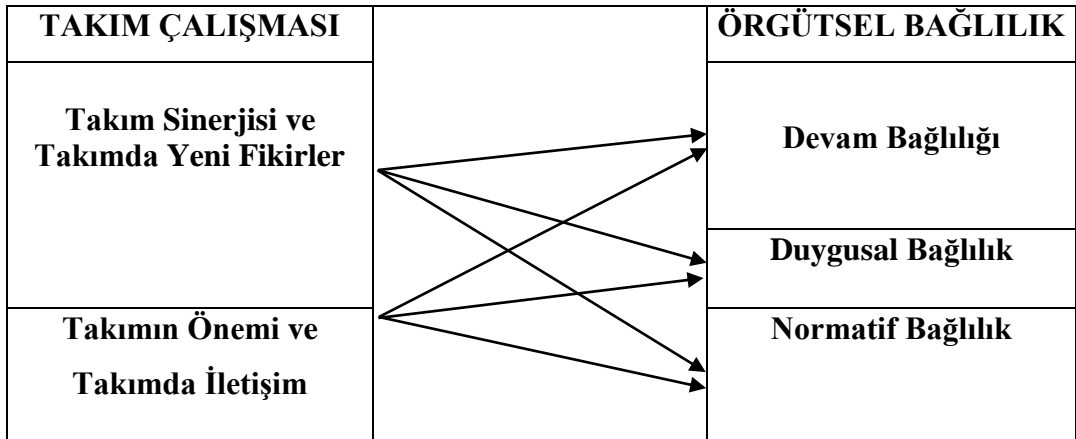 TAKIM ÇALIŞMASI
ÖRGÜTSEL BAĞLILIK
Takım Sinerjisi ve
Takımda Yeni Fikirler
Devam Bağlılığı
Duygusal Bağlılık
Takımın Önemi ve
Takımda İletişim
Normatif Bağlılık